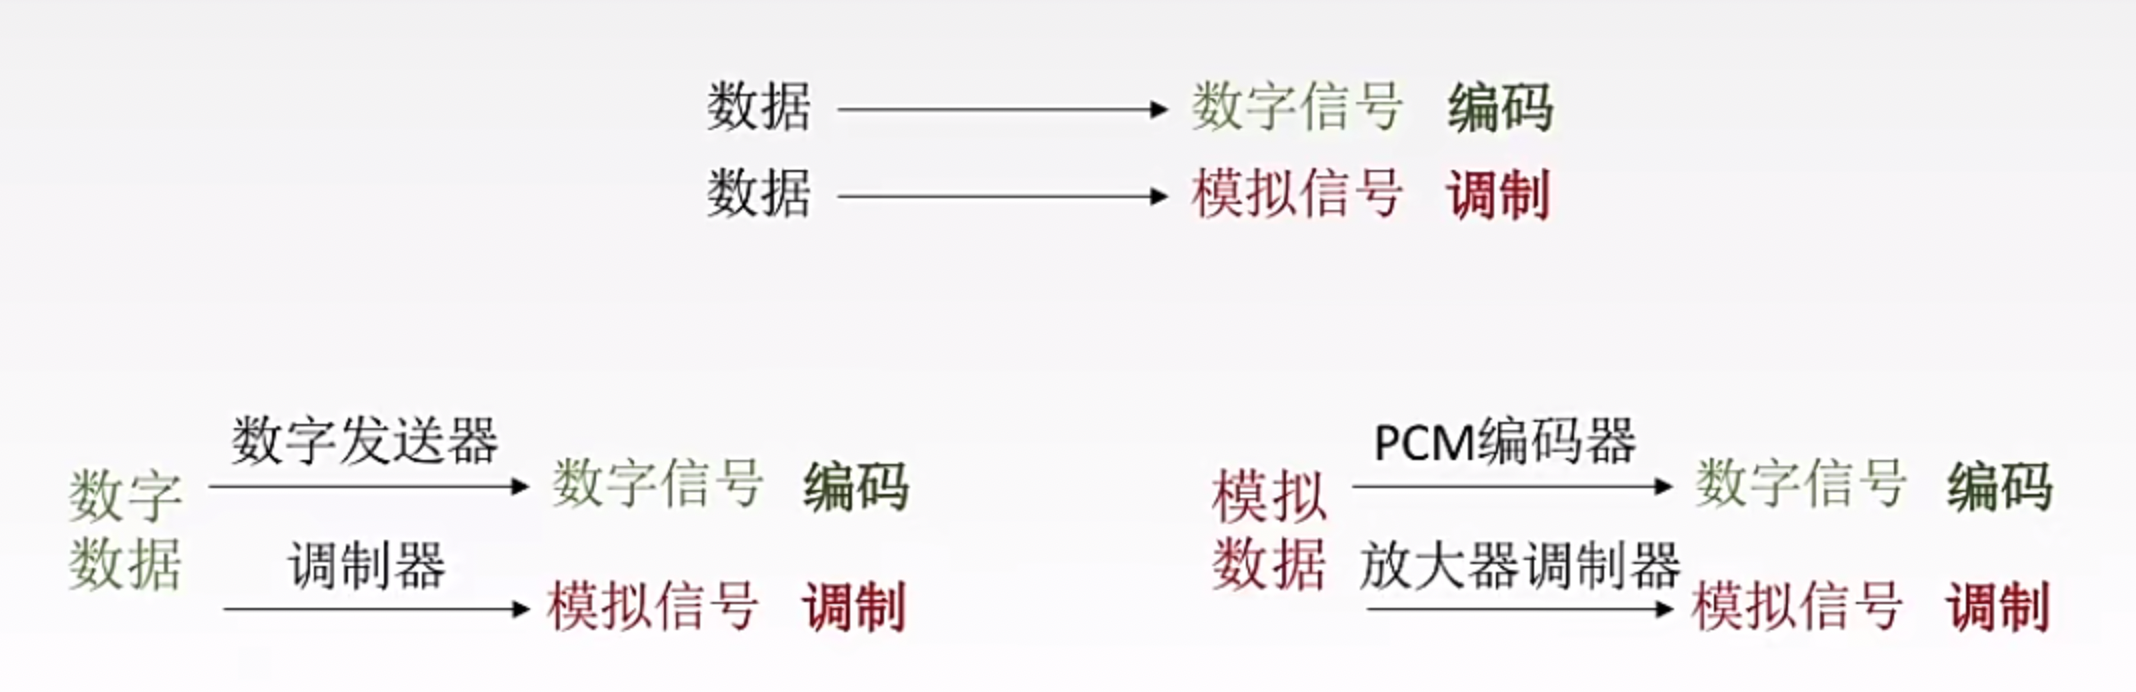 数据 数字信号 编码
数据 模拟信号 调制
数字发送器
数字
数据
数字信号 编码
调制器
模拟信号 调制
PCM编码器
模拟
数据
数字信号 编码
放大器调制器
模拟信号 调制